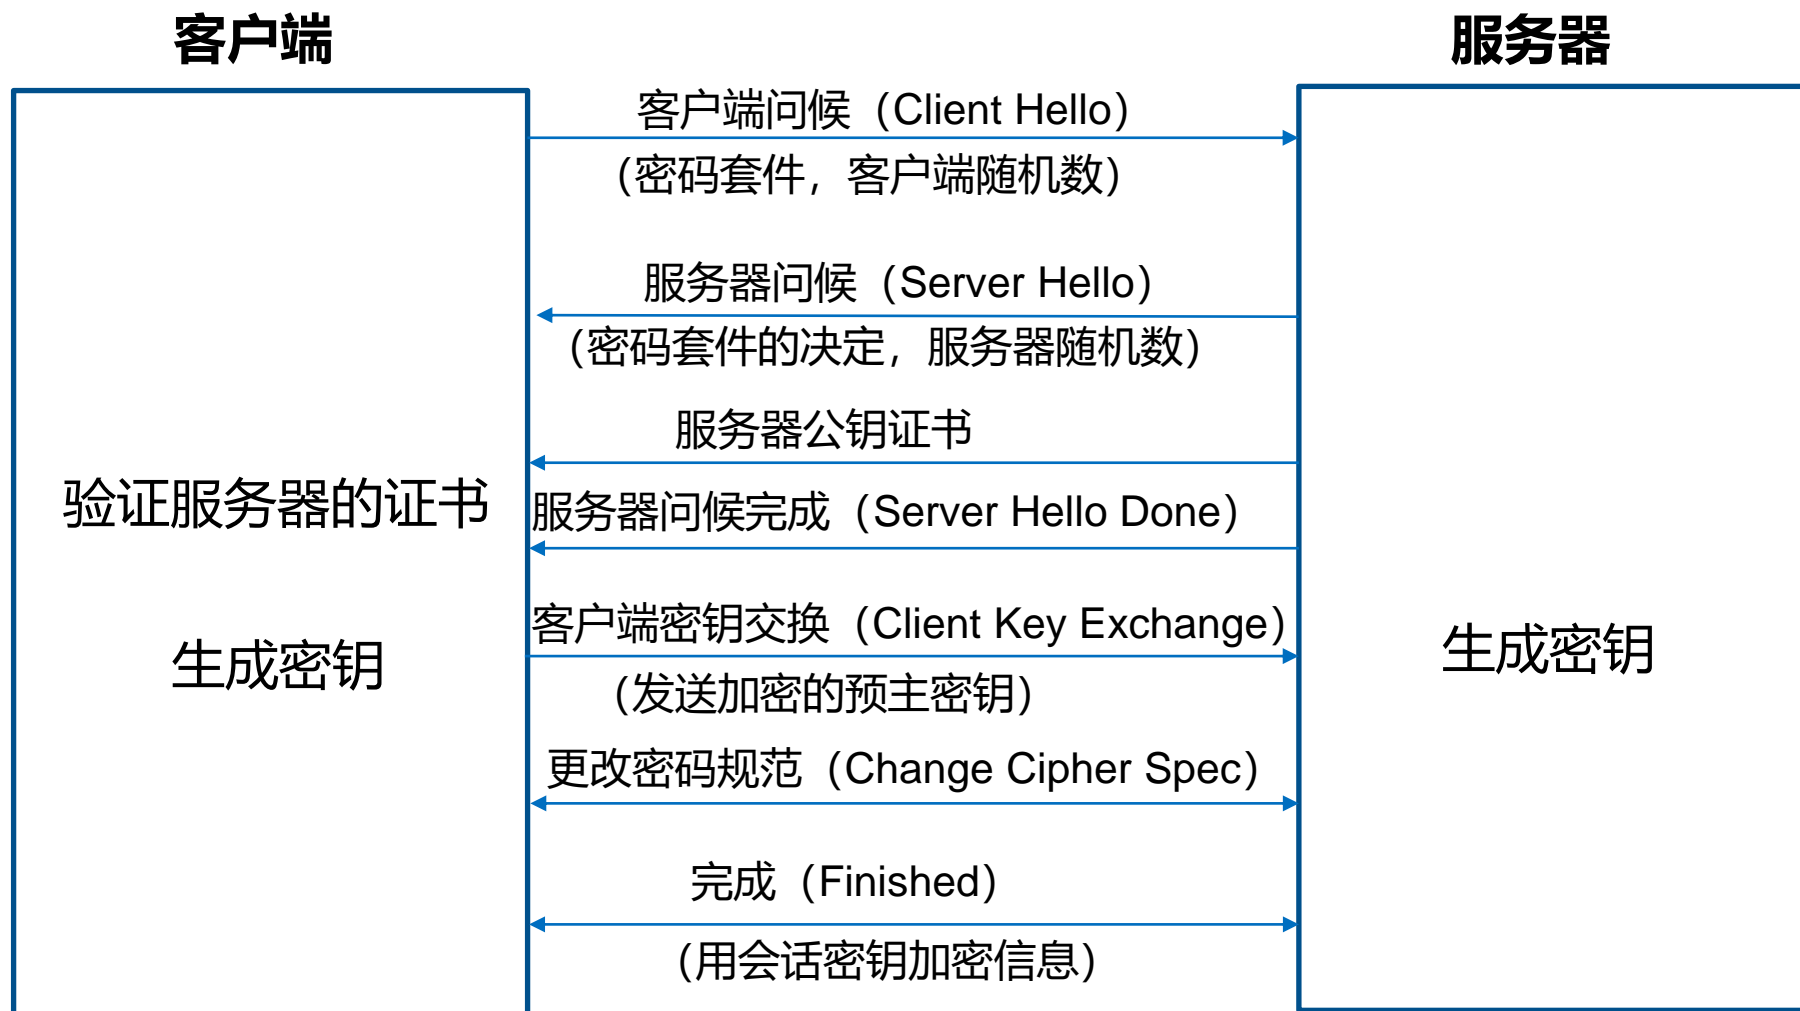 客户端
服务器
客户端问候（Client Hello）
（密码套件，客户端随机数）
服务器问候（Server Hello）
（密码套件的决定，服务器随机数）
服务器公钥证书
验证服务器的证书
服务器问候完成（Server Hello Done）
客户端密钥交换（Client Key Exchange）
生成密钥
生成密钥
（发送加密的预主密钥）
更改密码规范（Change Cipher Spec）
完成（Finished）
（用会话密钥加密信息）